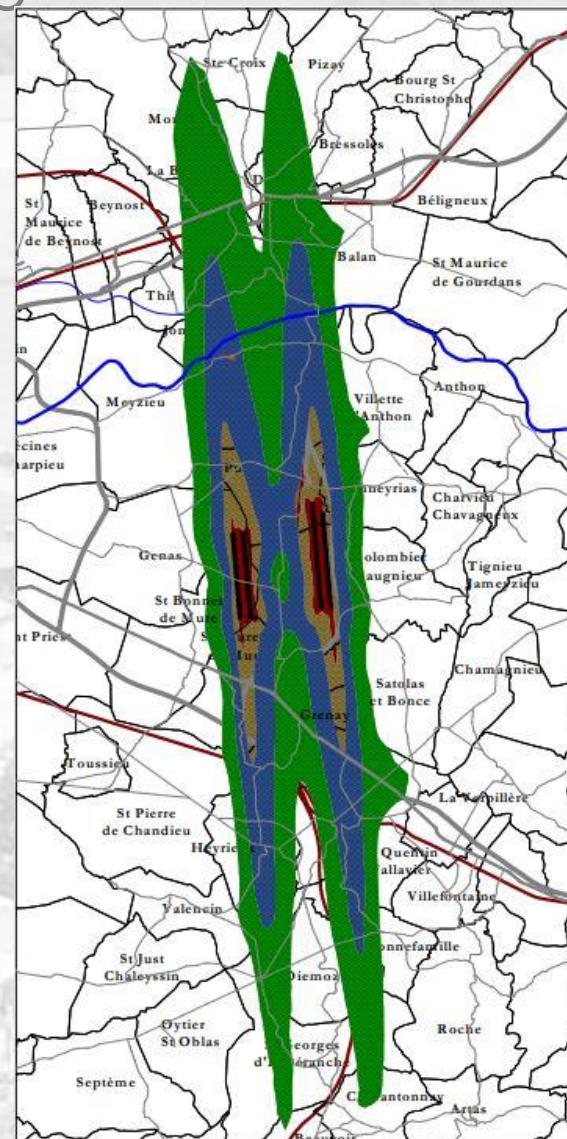 Ste Croix
Pizay
Bourg St
Christophe
Bressoles
Beynost
St
Maurice
de Beynost
Béligneux
Balan
St Maurice
de Gourdans
Meyzieu
Anthon
Villette
Charvieu
Chavagneux
Genas
Tignieu
Jameyzieu
St Bonnet
de Mure
Chamagnieu
Satolas
et Bonce
Grenay
Toussieu
La Verpillère
St Pierre
de Chandieu
Villefontaine
Valencin
St Just
Chaleyssin
Diemoz
Oytier
St Oblas
Roche
Septème
Artas